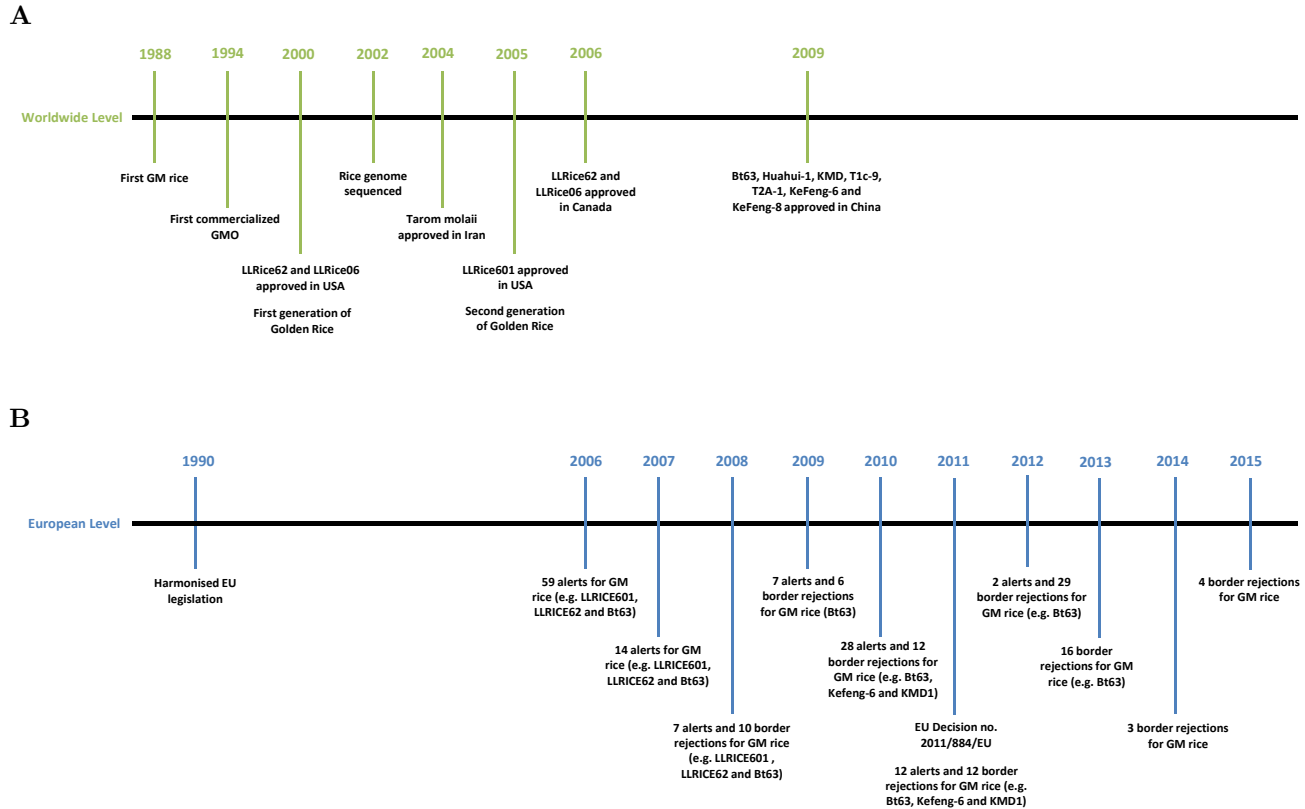 A
1988
1994
2000
2002
2004
2005
2006
2009
Worldwide Level
First GM rice
First commercialized
GMO
LLRice62 and LLRice06
approved in USA
First generation of
Golden Rice
Rice genome
sequenced
Tarom molaii
approved in Iran
LLRice601 approved
in USA
Second generation
of Golden Rice
LLRice62 and
LLRice06 approved
in Canada
Bt63, Huahui-1, KMD, T1c-9,
T2A-1, KeFeng-6 and
KeFeng-8 approved in China
B
1990
2006
2007
2008
2009
2010
2011
2012
2013
2014
2015
European Level
Harmonised EU
legislation
59 alerts for GM
rice (e.g. LLRICE601,
LLRICE62 and Bt63)
14 alerts for GM
rice (e.g. LLRICE601,
LLRICE62 and Bt63)
7 alerts and 10 border
rejections for GM rice
(e.g. LLRICE601 ,
LLRICE62 and Bt63)
7 alerts and 6
border rejections
for GM rice (Bt63)
28 alerts and 12
border rejections for
GM rice (e.g. Bt63,
Kefeng-6 and KMD1)
EU Decision no.
2011/884/EU
12 alerts and 12 border
rejections for GM rice (e.g.
Bt63, Kefeng-6 and KMD1)
2 alerts and 29
border rejections for
GM rice (e.g. Bt63)
16 border
rejections for GM
rice (e.g. Bt63)
3 border rejections
for GM rice
4 border rejections
for GM rice